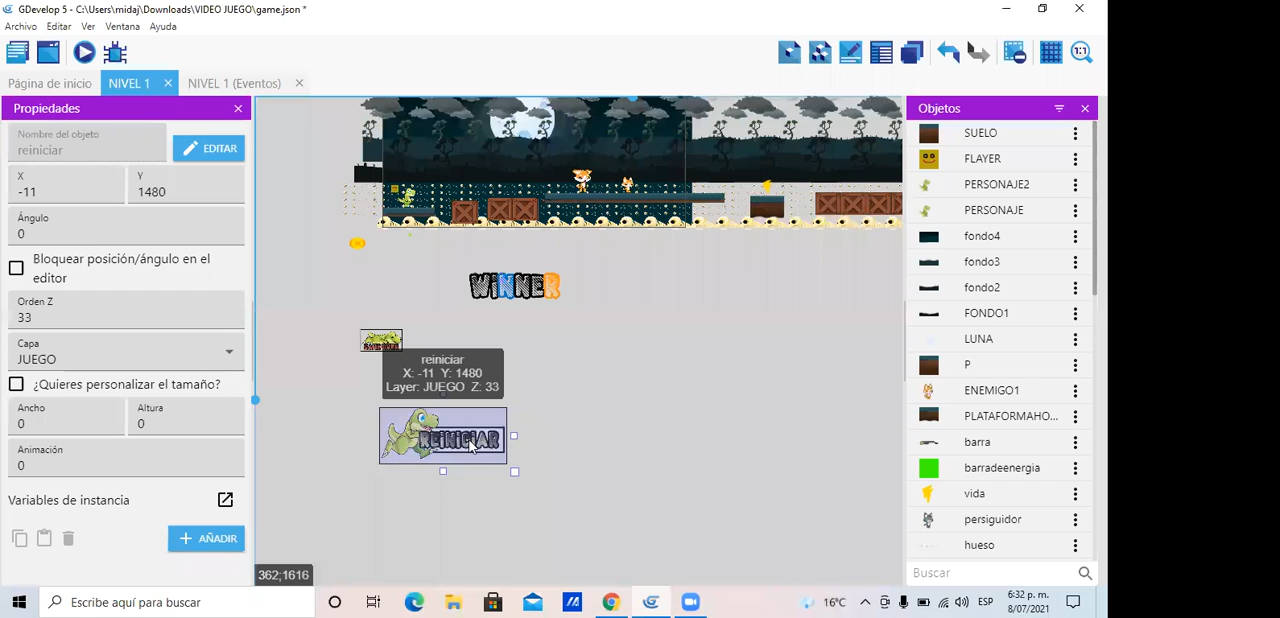 GDevelop 5 - C:\Users\midaj\Downloads\VIDEO JUEGO\game.json *
Archivo Editar Ver Ventana Ayuda
Página de inicio NIVEL 1 NIVEL 1 (Eventos)
Propiedades
Nombre del objeto
reiniciar
EDITAR
X
-11
Y
1480
Ángulo
0
Bloquear posición/ángulo en el
editor
Orden Z
33
Capa
JUEGO
¿Quieres personalizar el tamaño?
Ancho
0
Altura
0
Animación
0
Variables de instancia
AÑADIR
1:1
WINNER
reiniciar
X: -11 Y: 1480
Layer: JUEGO Z: 33
REINICIAR
362;1616
Objetos
SUELO
FLAYER
PERSONAJE2
PERSONAJE
fondo4
fondo3
fondo2
FONDO1
LUNA
P
ENEMIGO1
PLATAFORMAHO...
barra
barradeenergia
vida
persiguidor
hueso
Buscar
Escribe aquí para buscar
16°C
ESP
6:32 p. m.
8/07/2021